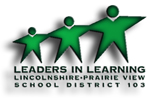 LEADERS IN LEARNING
LINCOLNSHIRE-PRAIRIE VIEW
SCHOOL DISTRICT 103